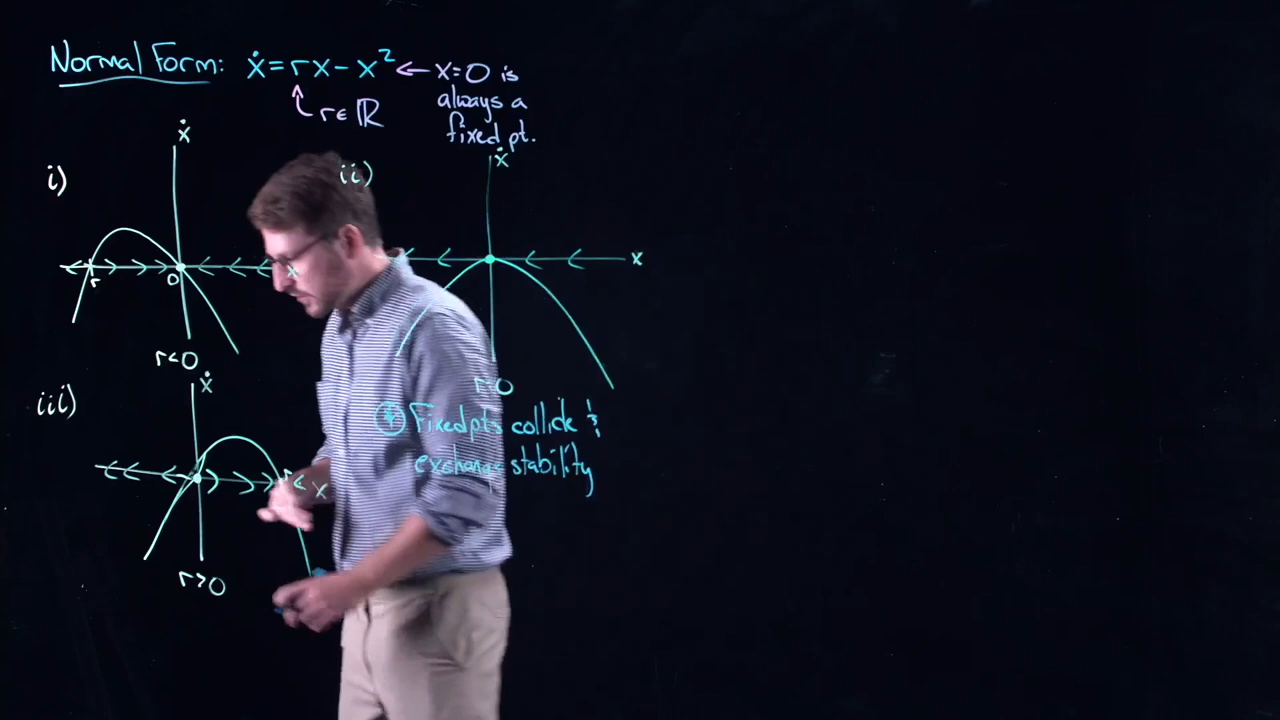 Normal Form: ẋ = rx - x² ← x=0 is
always a
fixed pt.
r∈ℝ
i)
ẋ
r
0
x
r<0
ii)
ẋ
x
r=0
iii)
ẋ
x
r>0
* Fixed pts collide &
exchange stability